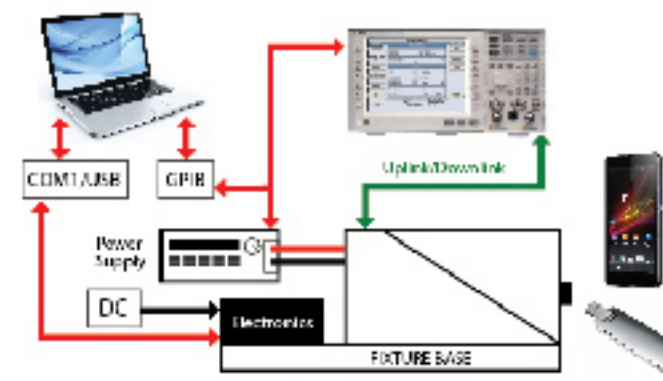 COM1/USB
GPIB
Uplink/Downlink
Power
Supply
DC
Electronics
FIXTURE BASE